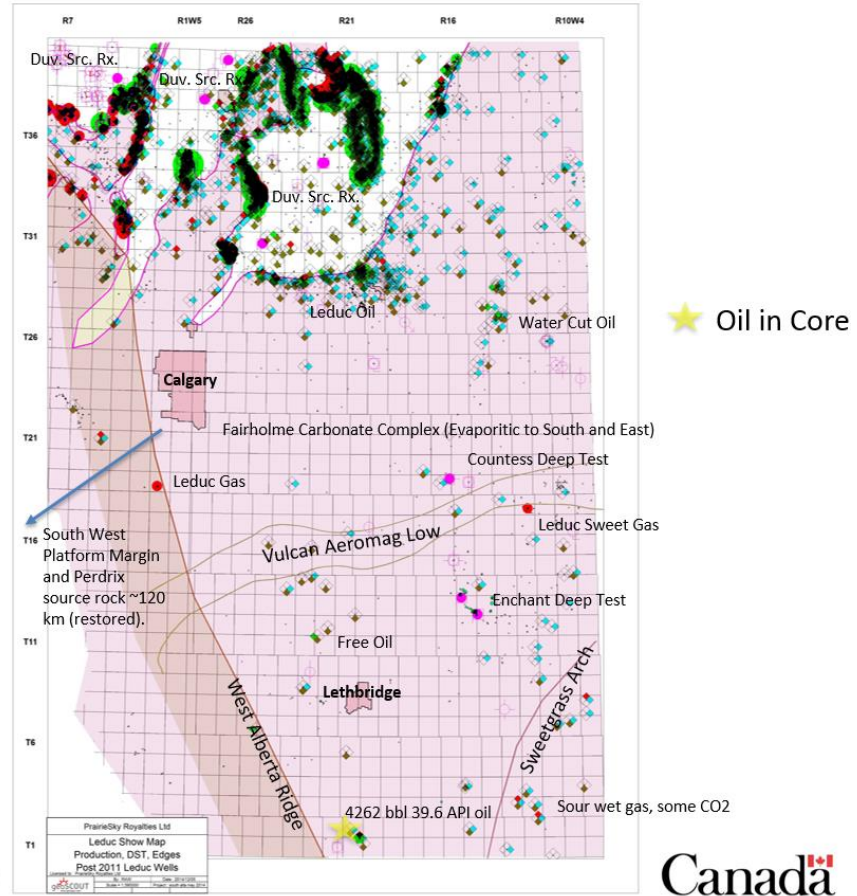 R7 R1W5 R26 R21 R16 R10W4
Duv. Src. Rx.
Duv. Src. Rx.
T36
Duv. Src. Rx.
T31
Leduc Oil
Water Cut Oil
Oil in Core
T26
Calgary
Fairholme Carbonate Complex (Evaporitic to South and East)
T21
Countess Deep Test
Leduc Gas
Leduc Sweet Gas
Vulcan Aeromag Low
T16
South West
Platform Margin
and Perdrix
source rock ~120
km (restored).
Enchant Deep Test
T11
Free Oil
Lethbridge
West Alberta Ridge
Sweetgrass Arch
T6
4262 bbl 39.6 API oil
Sour wet gas, some CO2
T1
PrairieSky Royalties Ltd
Leduc Show Map
Production, DST, Edges
Post 2011 Leduc Wells
geoSCOUT
Canada